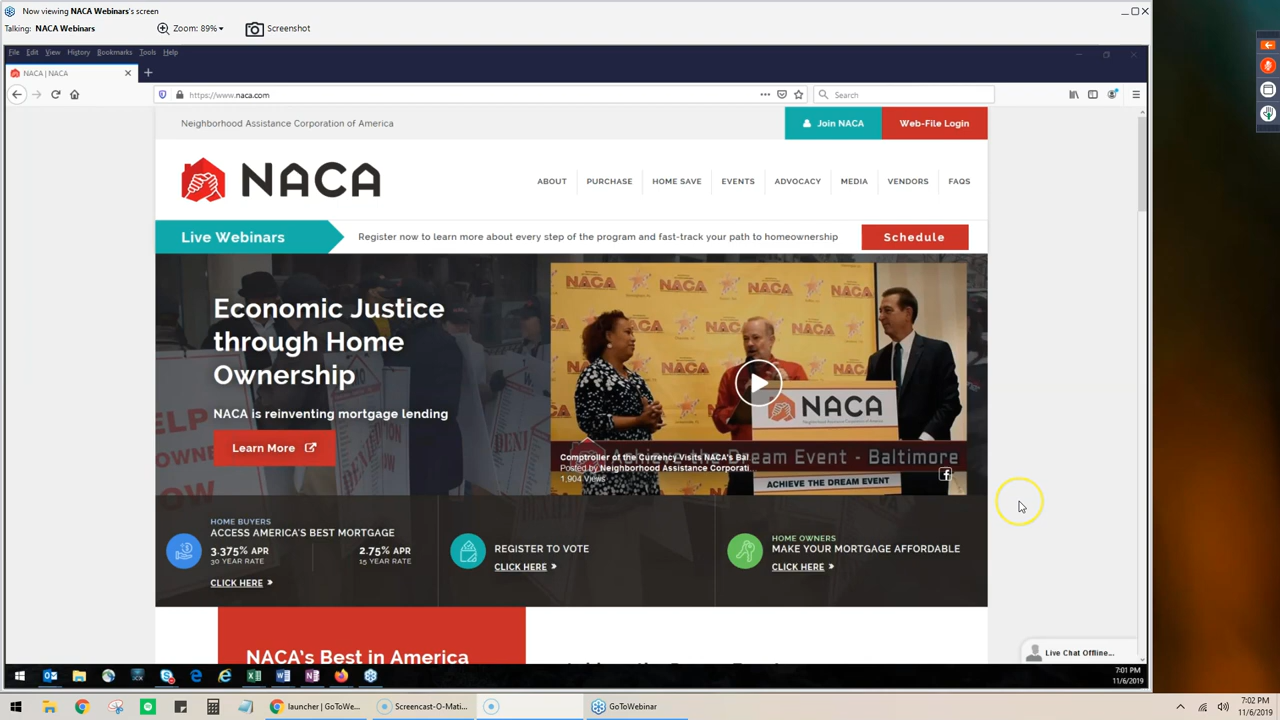 Now viewing NACA Webinars's screen
Talking: NACA Webinars
Zoom: 89%
Screenshot
File Edit View History Bookmarks Tools Help
NACA | NACA
https://www.naca.com
Search
Neighborhood Assistance Corporation of America
Join NACA
Web-File Login
NACA
ABOUT
PURCHASE
HOME SAVE
EVENTS
ADVOCACY
MEDIA
VENDORS
FAQS
Live Webinars
Register now to learn more about every step of the program and fast-track your path to homeownership
Schedule
Economic Justice
through Home
Ownership
NACA is reinventing mortgage lending
Learn More
NACA
Achieve the Dream Event - Baltimore
Comptroller of the Currency Visits NACA's Bal
Posted by Neighborhood Assistance Corporati
1,904 Views
ACHIEVE THE DREAM EVENT
HOME BUYERS
ACCESS AMERICA'S BEST MORTGAGE
3.375% APR
30 YEAR RATE
2.75% APR
15 YEAR RATE
CLICK HERE
REGISTER TO VOTE
CLICK HERE
HOME OWNERS
MAKE YOUR MORTGAGE AFFORDABLE
CLICK HERE
NACA's Best in America
Live Chat Offline...
7:01 PM
11/6/2019
launcher | GoToWe...
Screencast-O-Mati...
GoToWebinar
7:02 PM
11/6/2019